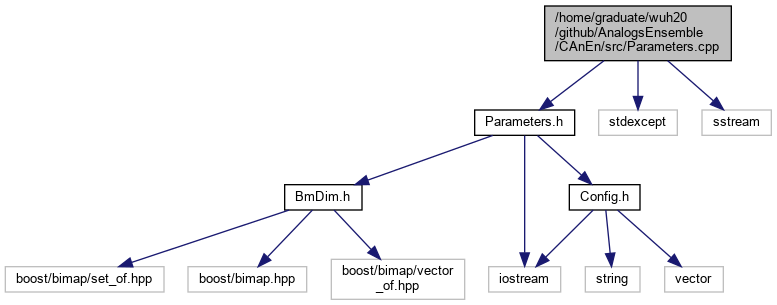 /home/graduate/wuh20
/github/AnalogsEnsemble
/CAnEn/src/Parameters.cpp
Parameters.h
stdexcept
sstream
BmDim.h
Config.h
boost/bimap/set_of.hpp
boost/bimap.hpp
boost/bimap/vector
_of.hpp
iostream
string
vector